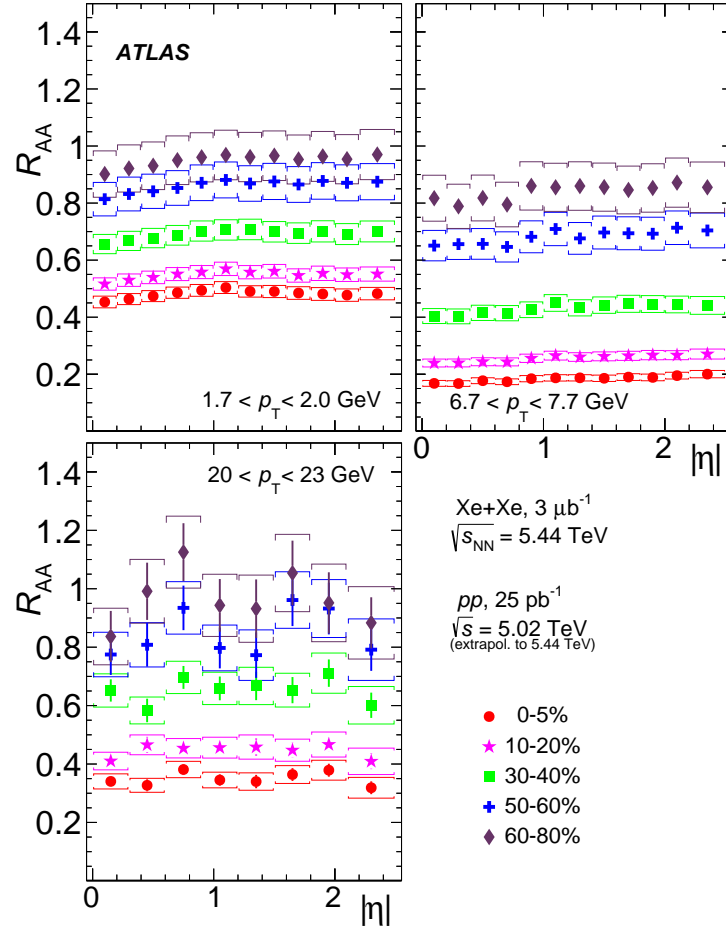 ATLAS
R_AA
1.4
1.2
1
0.8
0.6
0.4
0.2
1.7 < p_T < 2.0 GeV
6.7 < p_T < 7.7 GeV
0 1 2
|η|
20 < p_T < 23 GeV
R_AA
1.4
1.2
1
0.8
0.6
0.4
0.2
0 1 2
|η|
Xe+Xe, 3 μb⁻¹
√s_NN = 5.44 TeV
pp, 25 pb⁻¹
√s = 5.02 TeV
(extrapol. to 5.44 TeV)
0-5%
10-20%
30-40%
50-60%
60-80%